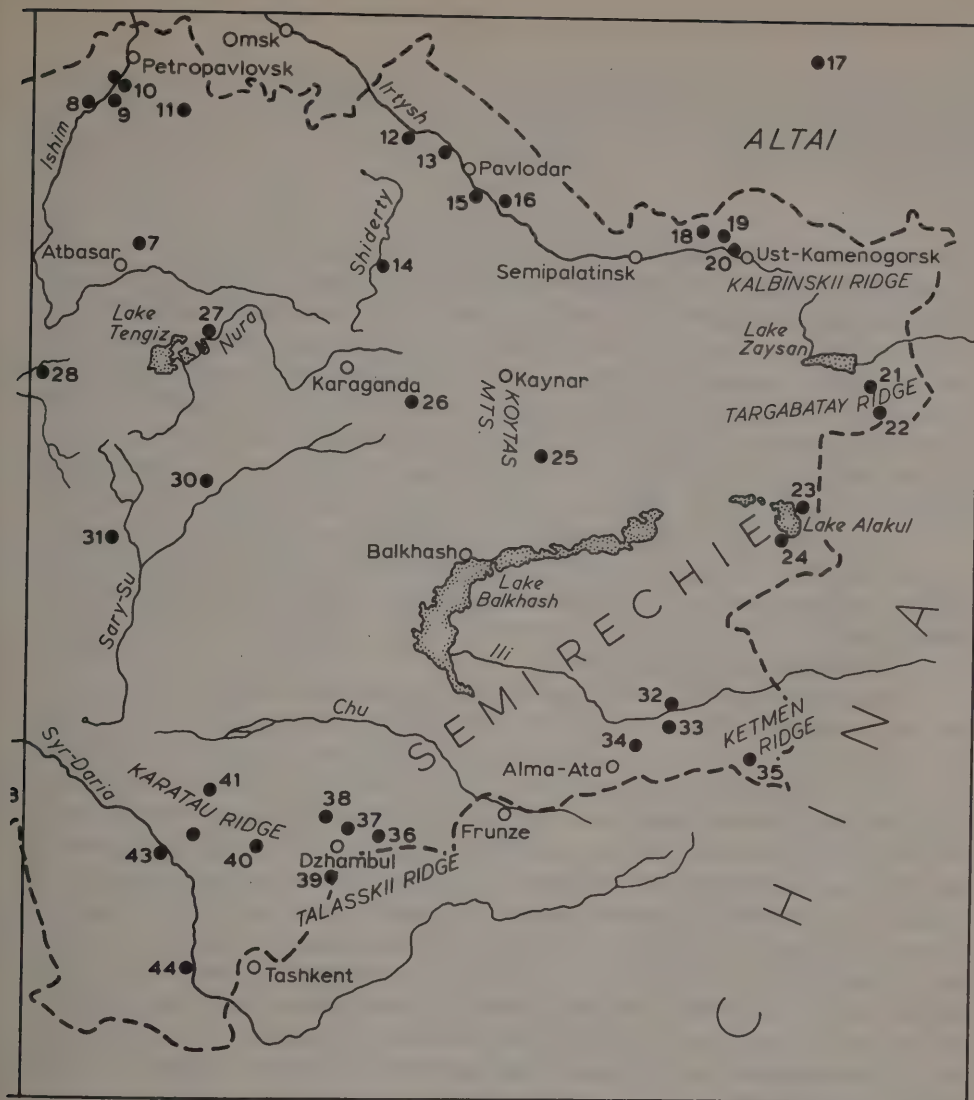 Omsk
Petropavlovsk
17
10
8
9
11
Irtysh
12
13
ALTAI
Ishim
Pavlodar
15
16
Shiderty
7
Atbasar
14
18
19
20
Ust-Kamenogorsk
Semipalatinsk
KALBINSKII RIDGE
Lake
Tengiz
27
Nura
Lake
Zaysan
28
Karaganda
Kaynar
26
KOYTAS
MTS.
21
TARGABATAY RIDGE
22
25
30
23
31
Lake Alakul
24
Balkhash
Lake
Balkhash
Sary-Su
SEMIRECHIE
Ili
CHINA
32
33
34
KETMEN
RIDGE
35
Alma-Ata
Chu
Syr-Daria
KARATAU RIDGE
41
3
38
37
36
Frunze
40
Dzhambul
43
39
TALASSKII RIDGE
44
Tashkent